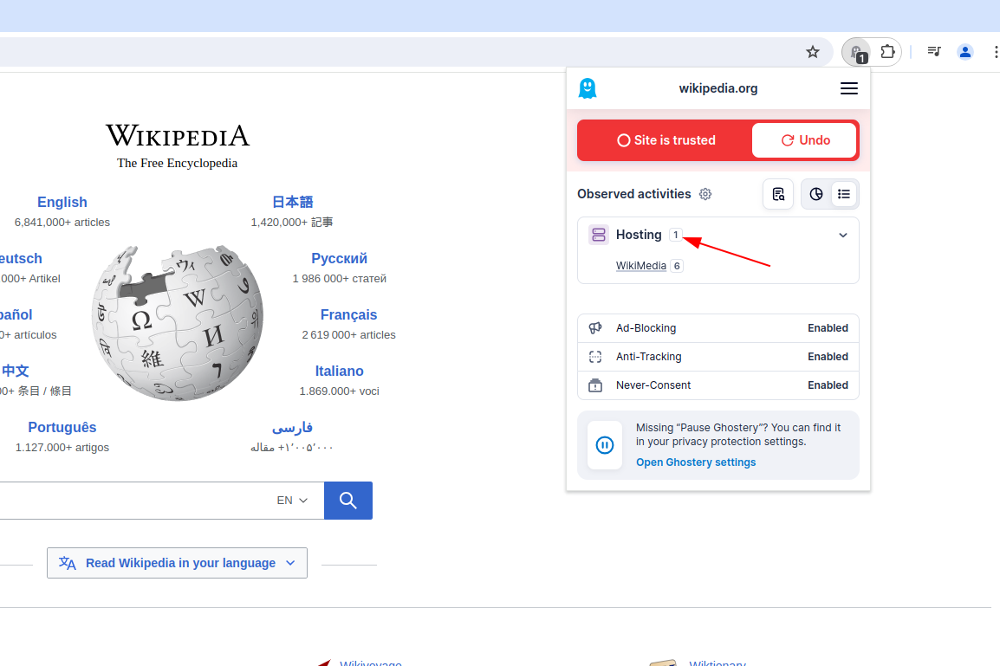 1
wikipedia.org
Site is trusted
Undo
Observed activities
Hosting 1
WikiMedia 6
Ad-Blocking Enabled
Anti-Tracking Enabled
Never-Consent Enabled
Missing “Pause Ghostery”? You can find it
in your privacy protection settings.
Open Ghostery settings
WIKIPEDIA
The Free Encyclopedia
English
6,841,000+ articles
日本語
1,420,000+ 記事
eutsch
000+ Artikel
Русский
1 986 000+ статей
pañol
0+ artículos
Français
2 619 000+ articles
中文
00+ 条目 / 條目
Italiano
1.869.000+ voci
Português
1.127.000+ artigos
فارسی
۱٬۰۰۵٬۰۰۰+ مقاله
Ω
W
И
維
ウィ
EN
Read Wikipedia in your language
Wikivoyage
Wiktionary